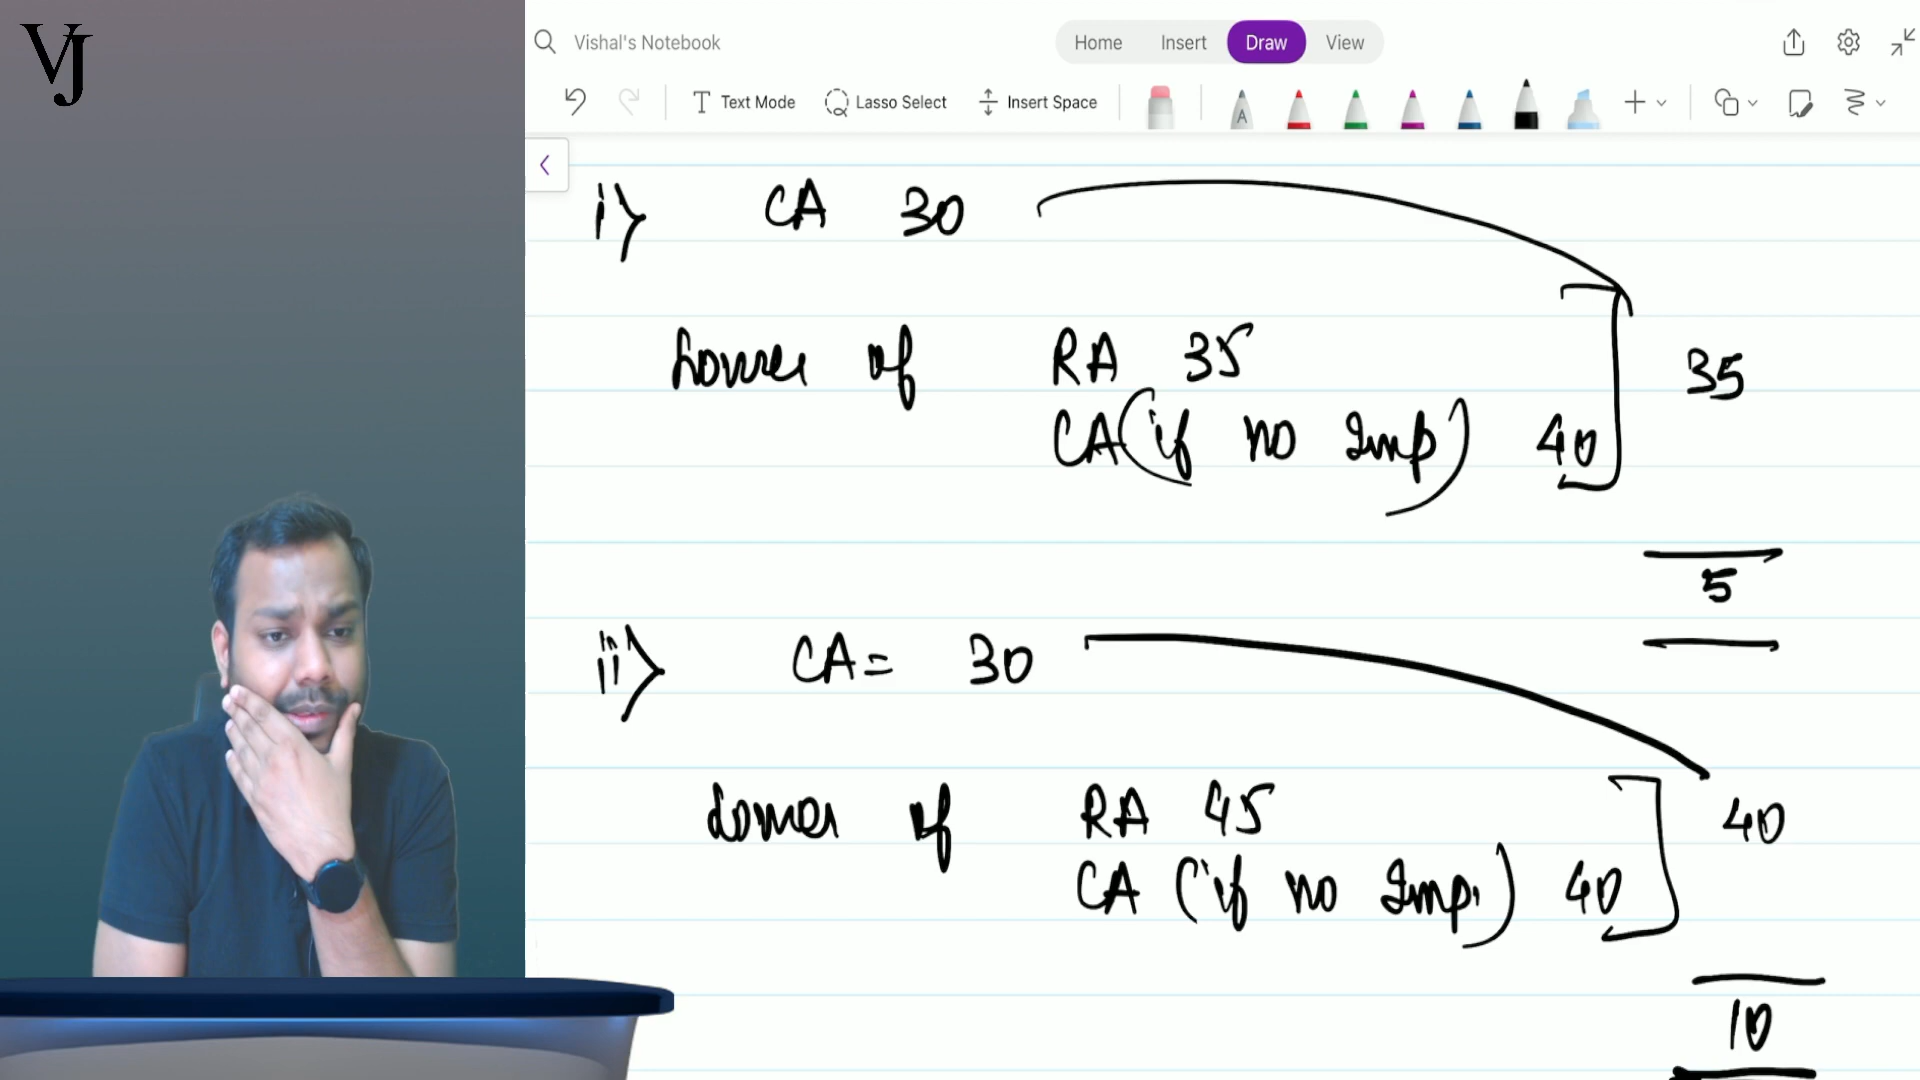 VJ
Vishal's Notebook
Home Insert Draw View
Text Mode Lasso Select Insert Space
A
i) CA 30
Lower of RA 35
35
CA (if no Imp) 40
5
ii) CA = 30
Lower of RA 45
40
CA (if no Imp.) 40
10